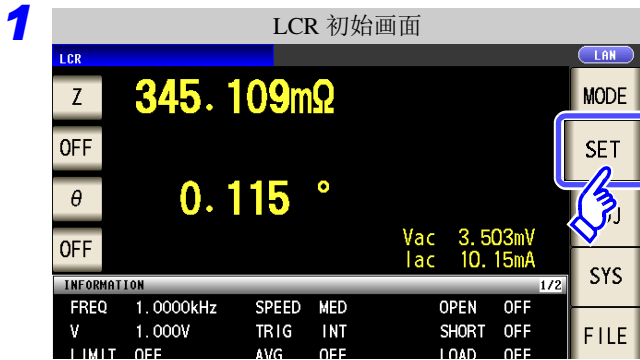 1
LCR 初始画面
LCR
LAN
Z
345.109mΩ
MODE
OFF
SET
θ
0.115 °
OFF
Vac 3.503mV
Iac 10.15mA
SYS
INFORMATION
1/2
FREQ 1.0000kHz SPEED MED OPEN OFF
V 1.000V TRIG INT SHORT OFF
LIMIT OFF AVG OFF LOAD OFF
FILE